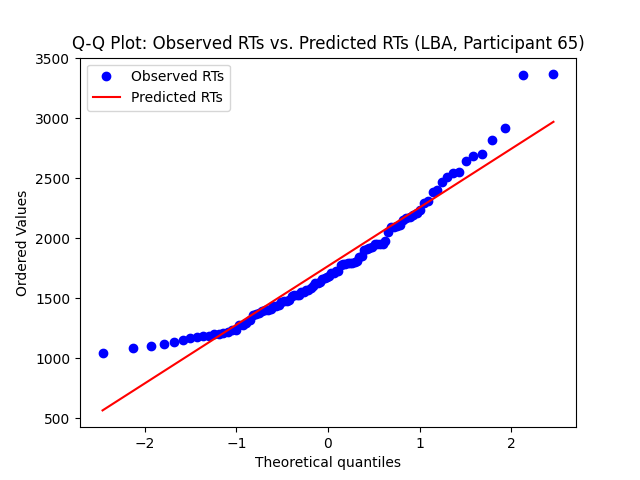 Q-Q Plot: Observed RTs vs. Predicted RTs (LBA, Participant 65)
Observed RTs
Predicted RTs
3500
3000
2500
2000
1500
1000
500
Ordered Values
−2
−1
0
1
2
Theoretical quantiles